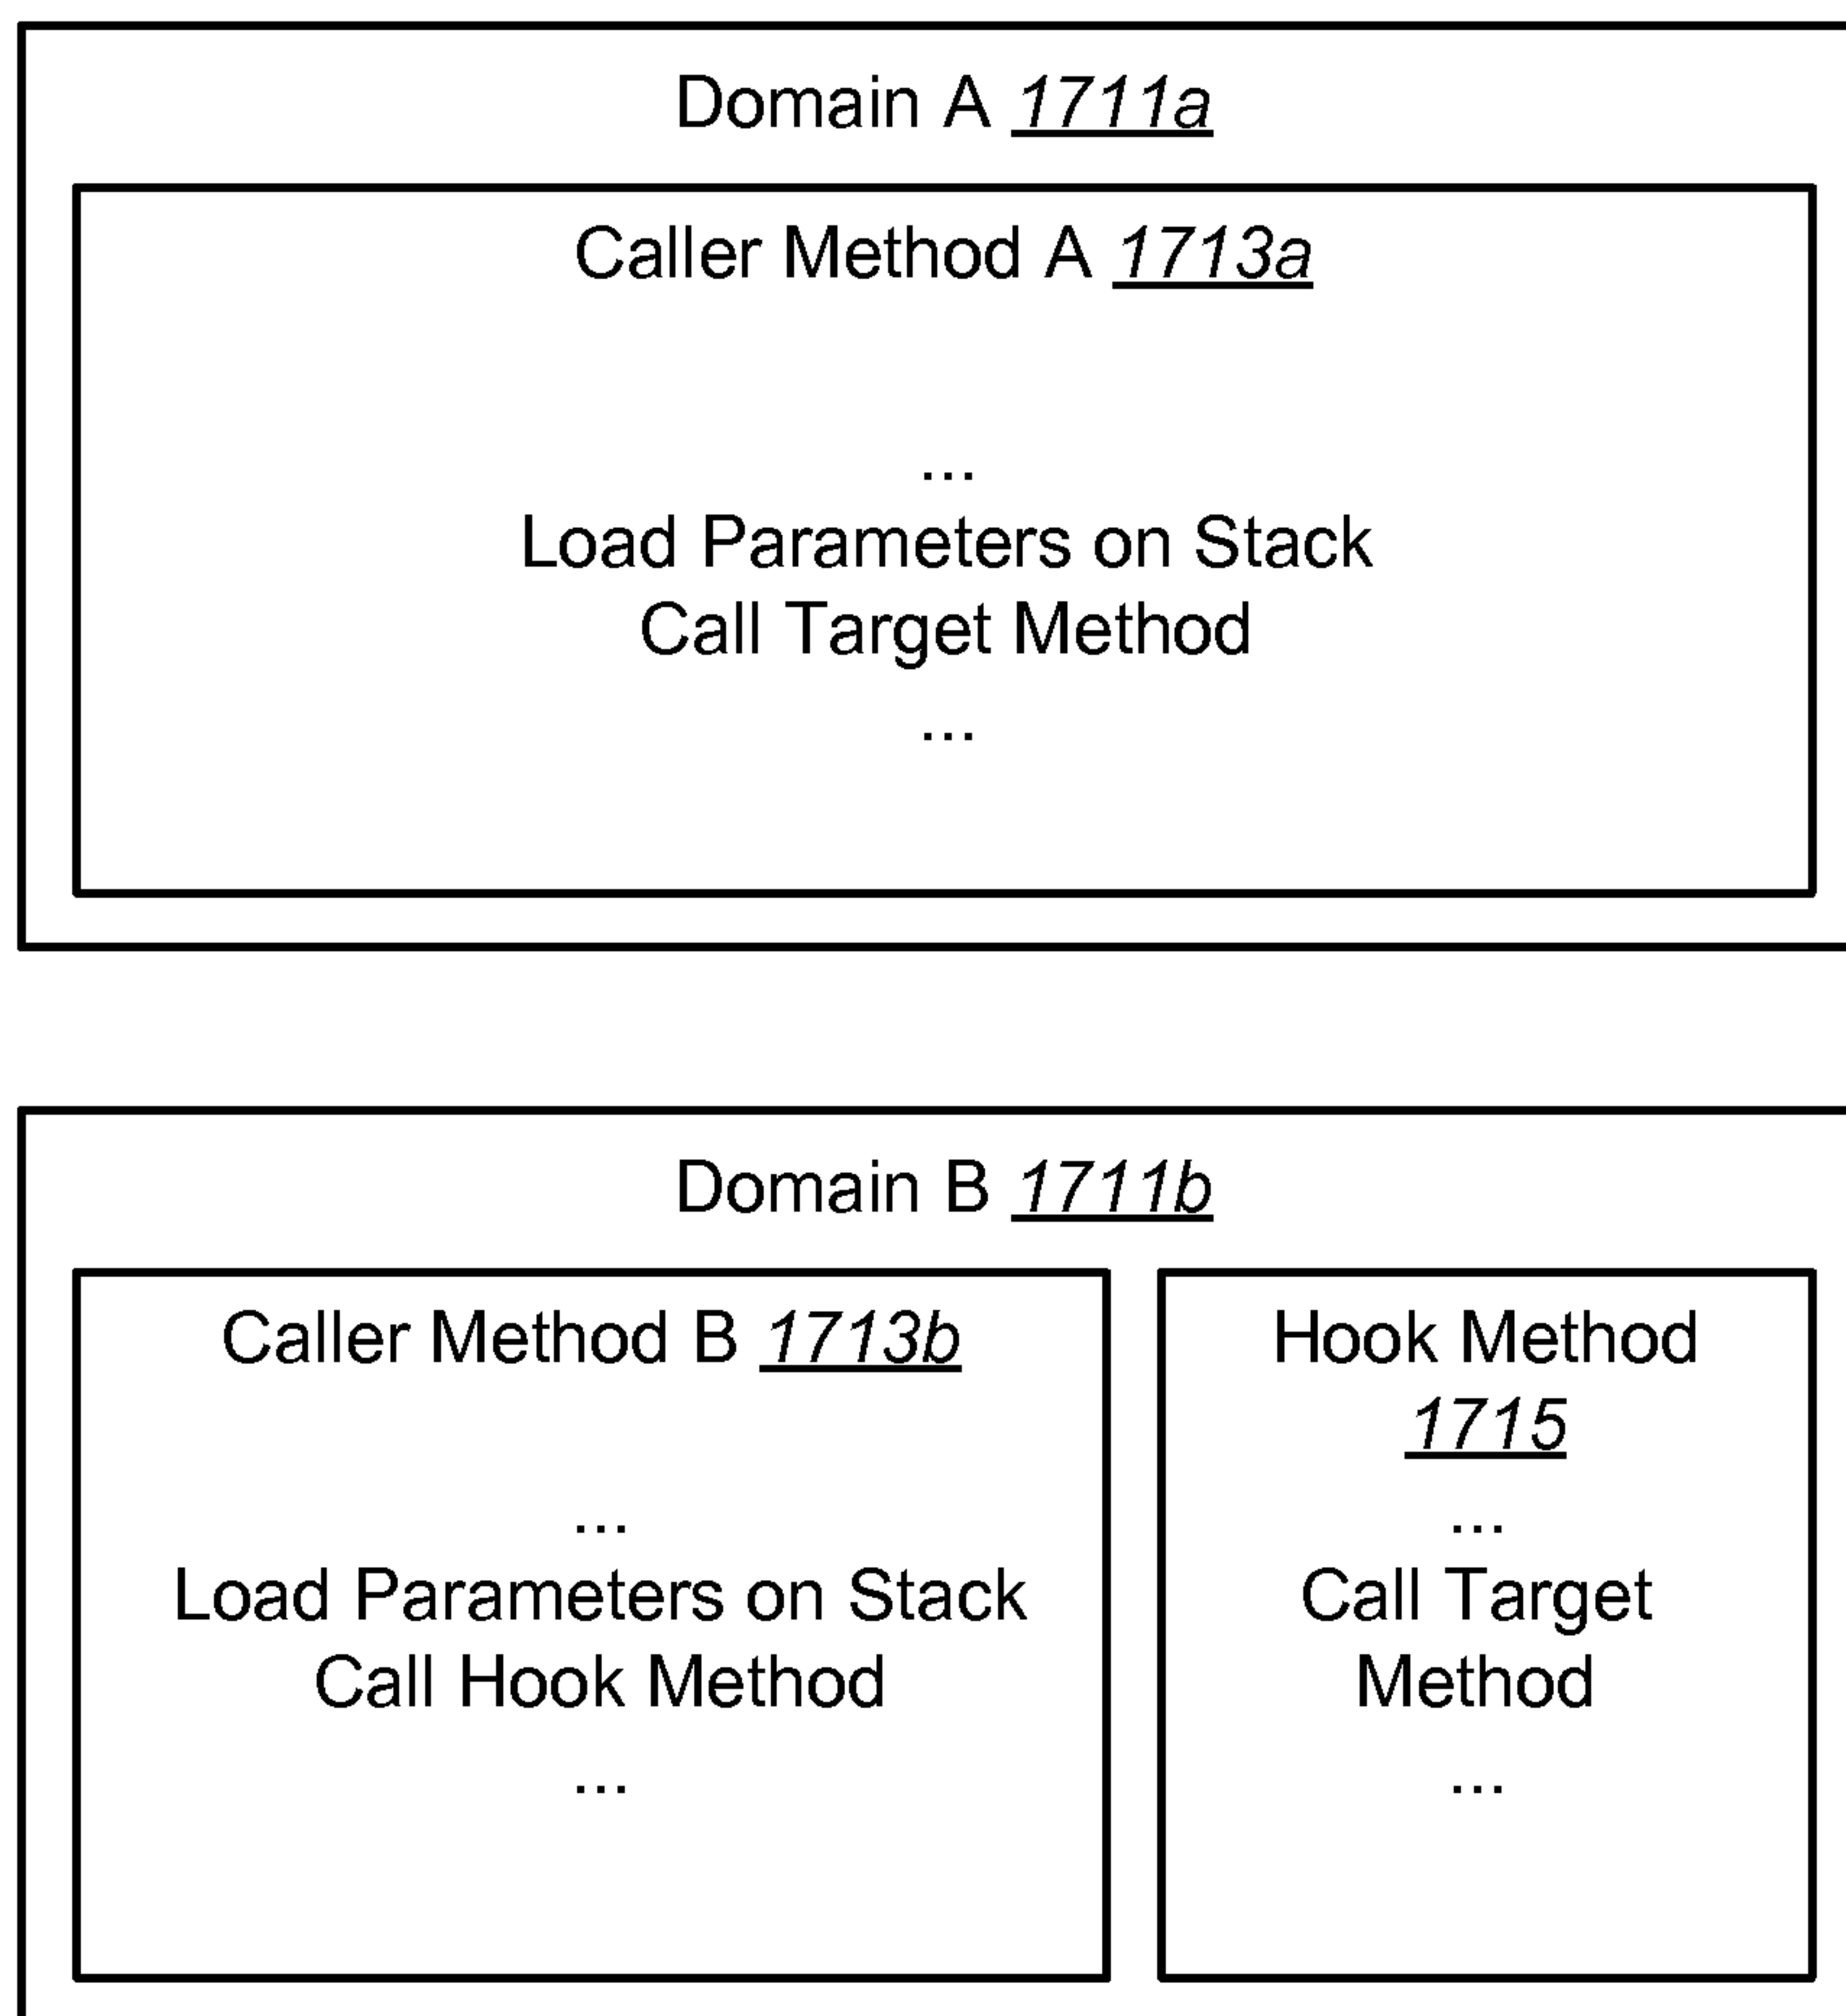 Domain A 1711a
Caller Method A 1713a
...
Load Parameters on Stack
Call Target Method
...
Domain B 1711b
Caller Method B 1713b
...
Load Parameters on Stack
Call Hook Method
...
Hook Method
1715
...
Call Target
Method
...